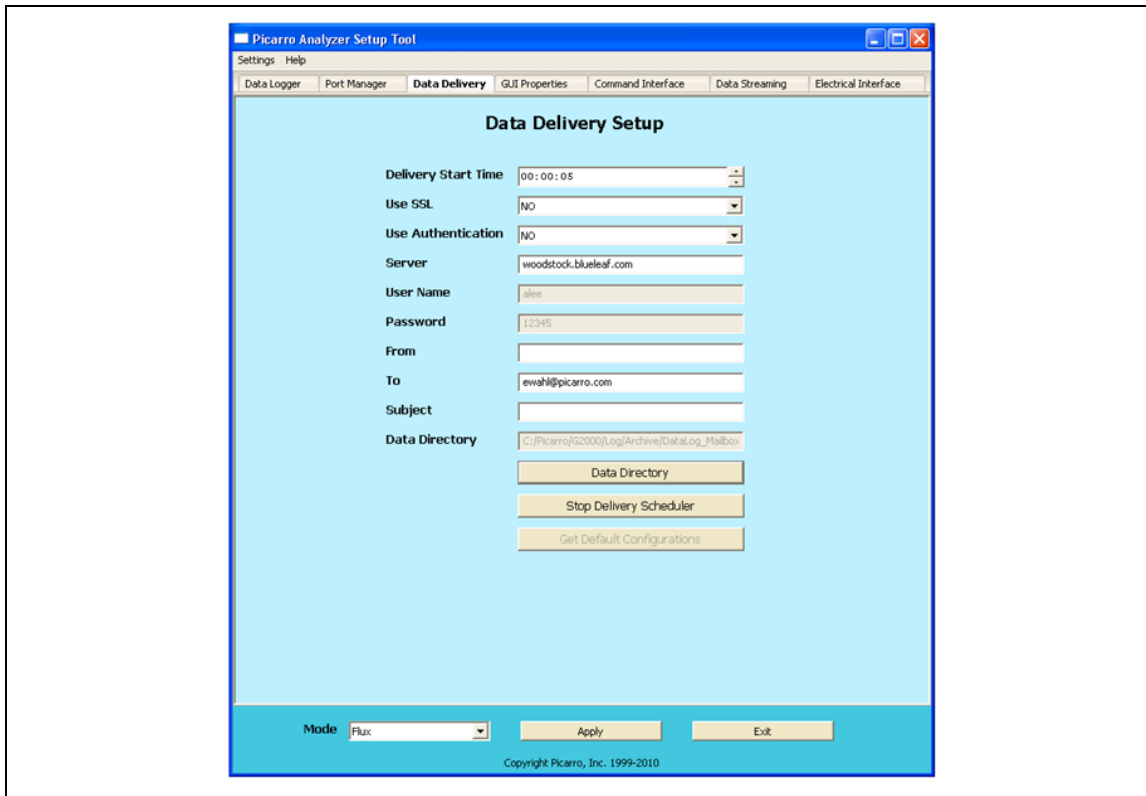 Picarro Analyzer Setup Tool
Settings Help
Data Logger Port Manager Data Delivery GUI Properties Command Interface Data Streaming Electrical Interface
Data Delivery Setup
Delivery Start Time 00:00:05
Use SSL NO
Use Authentication NO
Server woodstock.blueleaf.com
User Name alee
Password 12345
From
To ewahl@picarro.com
Subject
Data Directory C:/Picarro/G2000/Log/Archive/DataLog_Mailbox
Data Directory
Stop Delivery Scheduler
Get Default Configurations
Mode Flux Apply Exit
Copyright Picarro, Inc. 1999-2010